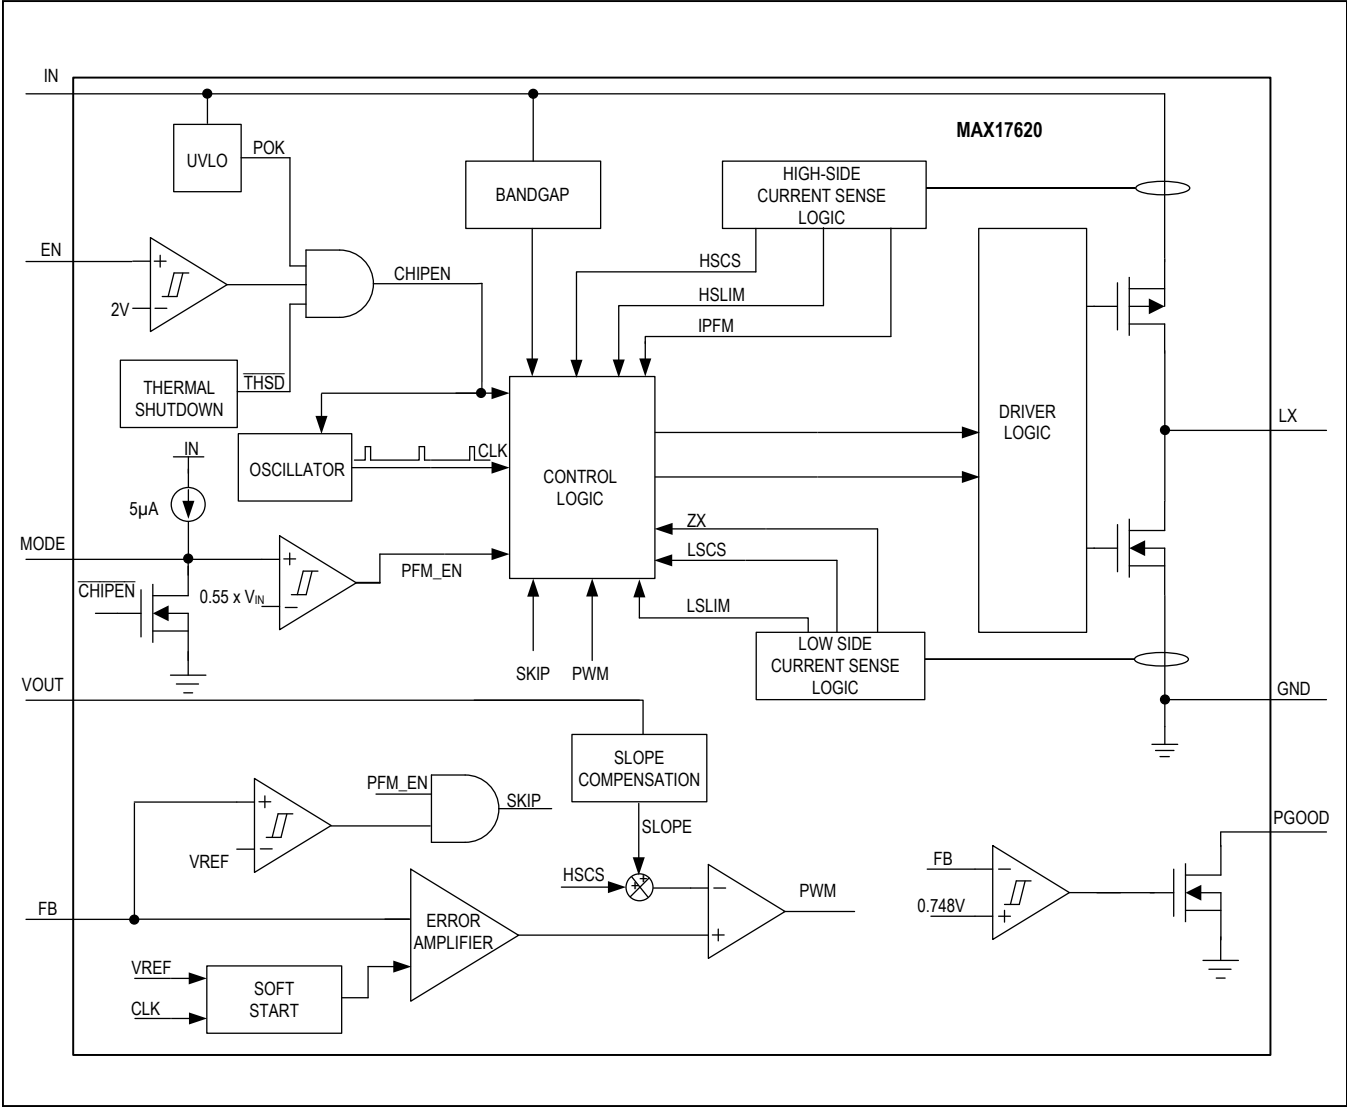 IN
MAX17620
UVLO
POK
BANDGAP
HIGH-SIDE
CURRENT SENSE
LOGIC
EN
+
2V
−
CHIPEN
HSCS
HSLIM
IPFM
THERMAL
SHUTDOWN
THSD
DRIVER
LOGIC
LX
OSCILLATOR
CLK
CONTROL
LOGIC
IN
5µA
MODE
+
0.55 x VIN
−
PFM_EN
CHIPEN
ZX
LSCS
LSLIM
SKIP
PWM
LOW SIDE
CURRENT SENSE
LOGIC
VOUT
GND
SLOPE
COMPENSATION
PFM_EN
SKIP
+
VREF
−
SLOPE
PGOOD
HSCS
+
+
−
+
PWM
FB
−
0.748V
+
FB
ERROR
AMPLIFIER
VREF
CLK
SOFT
START